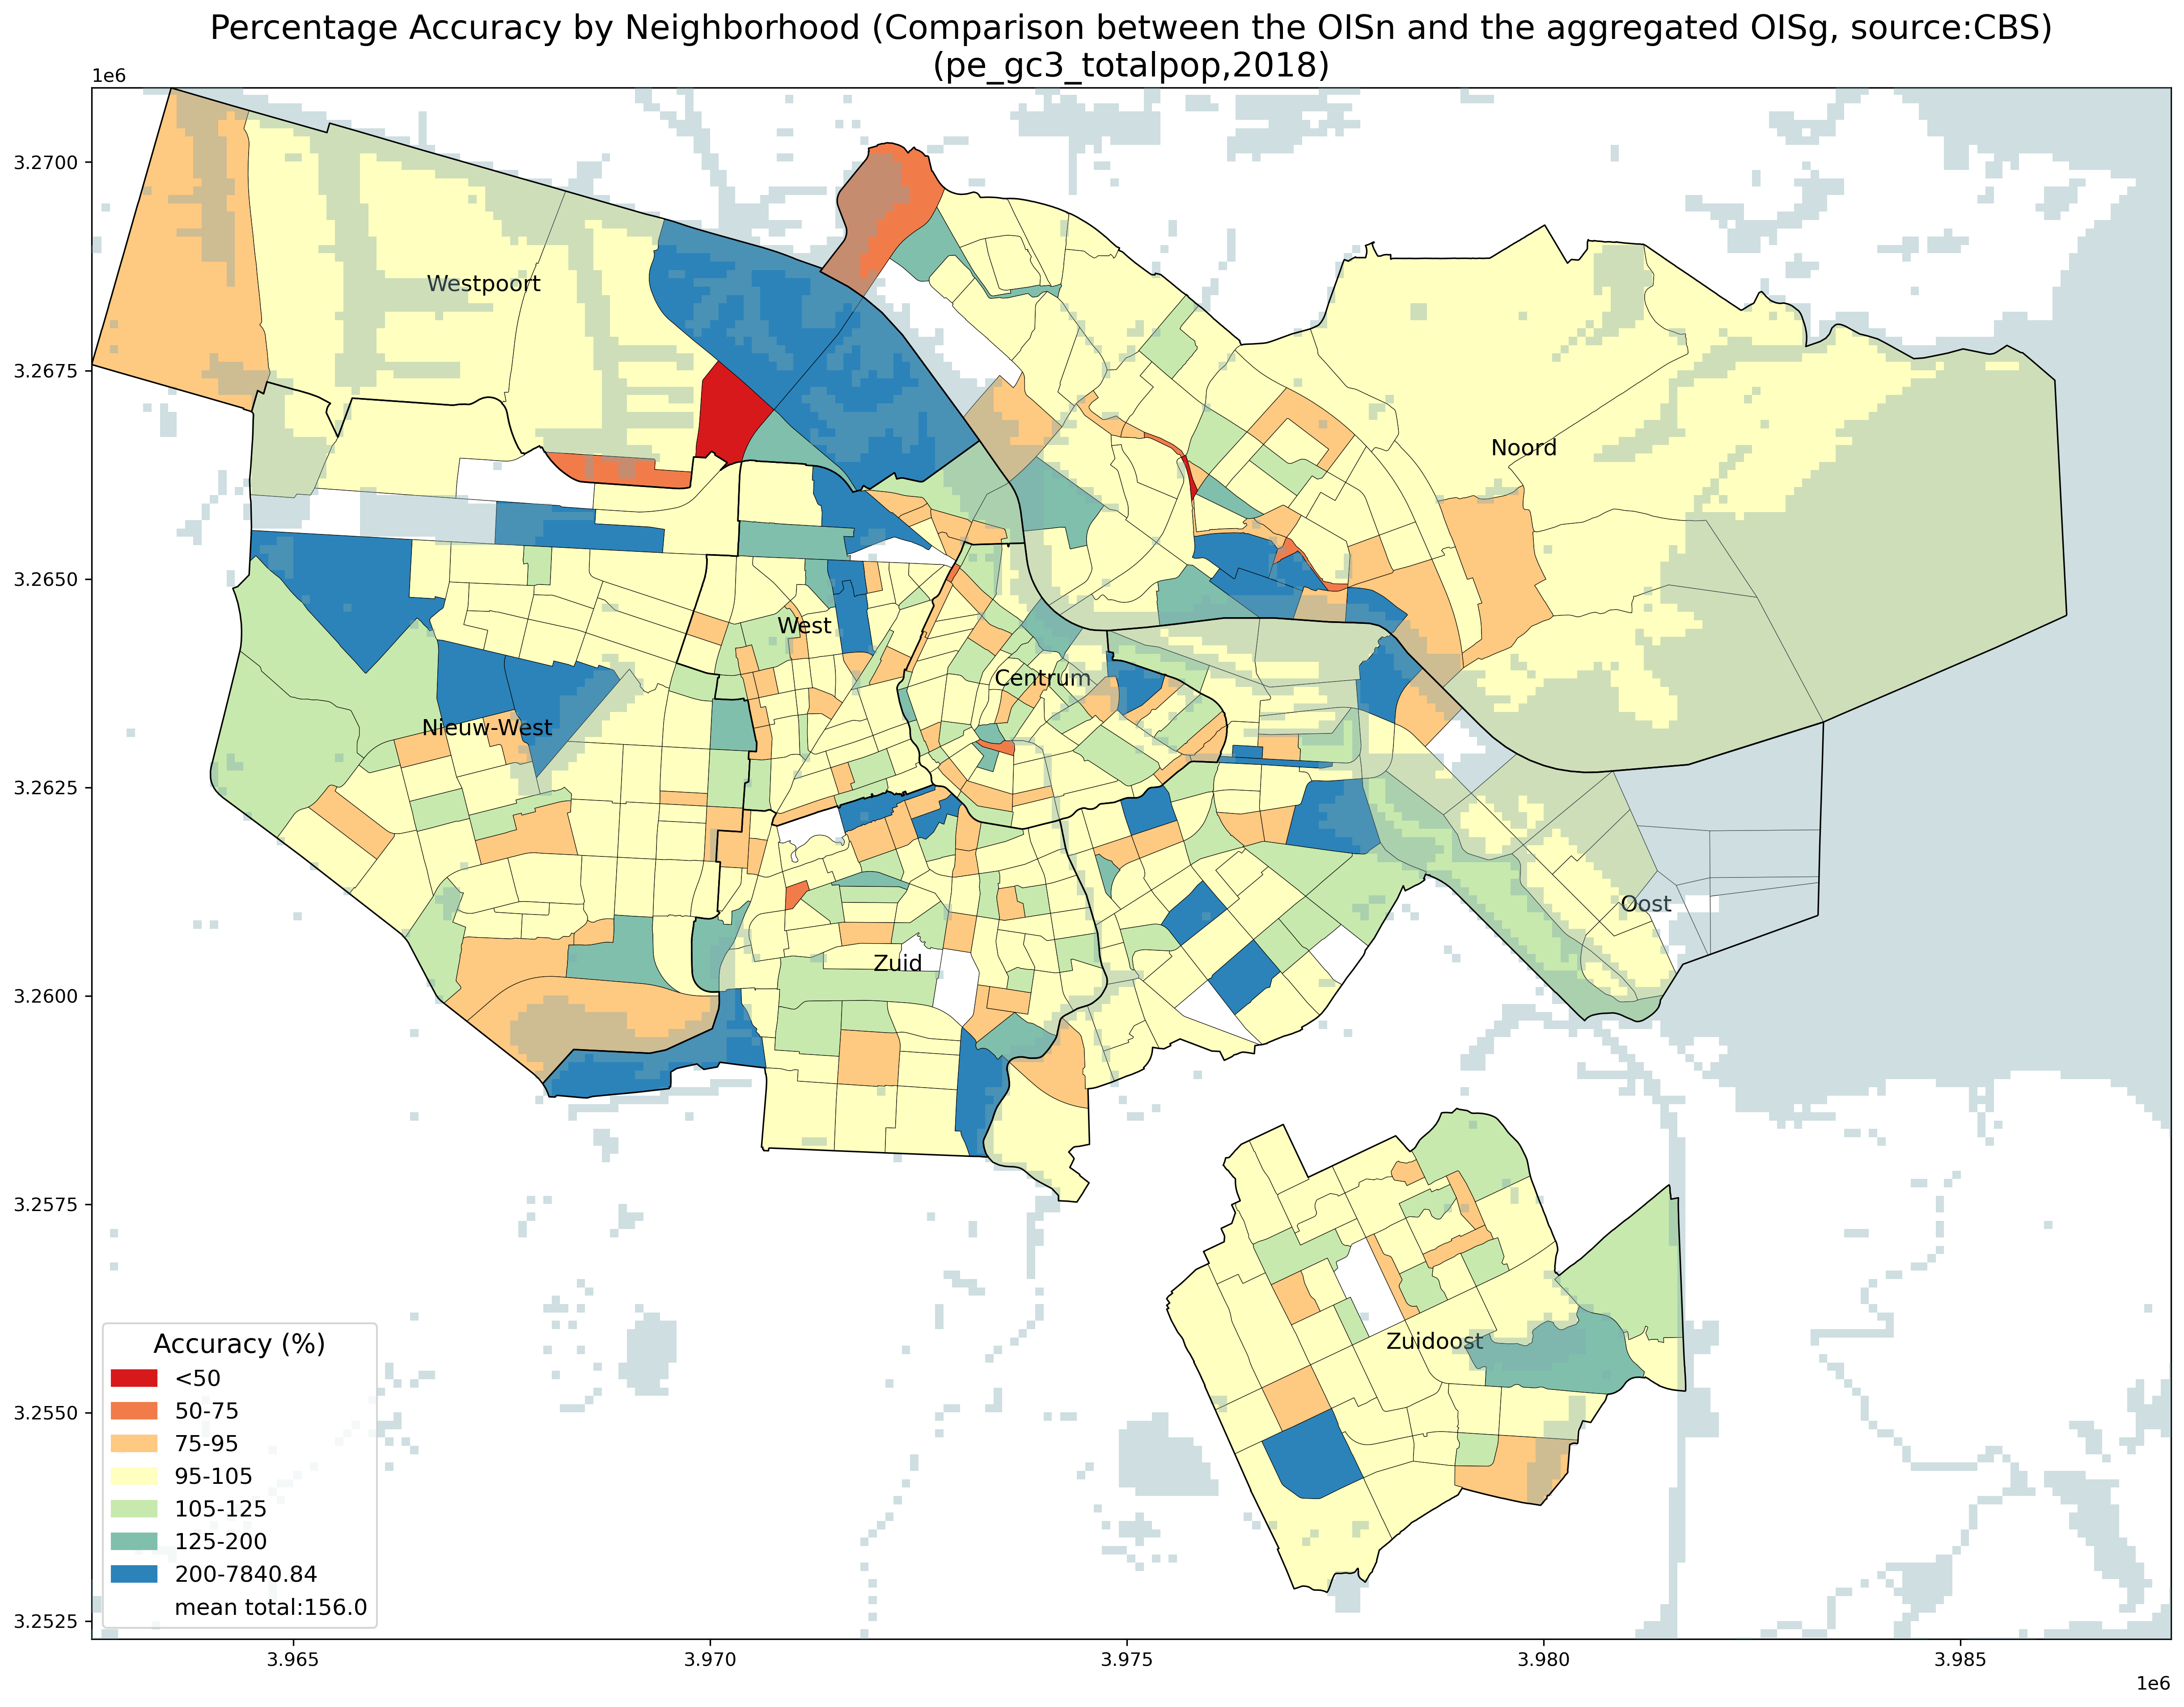 Percentage Accuracy by Neighborhood (Comparison between the OISn and the aggregated OISg, source:CBS)
(pe_gc3_totalpop,2018)
1e6
3.2700
3.2675
3.2650
3.2625
3.2600
3.2575
3.2550
3.2525
Westpoort
Noord
West
Centrum
Nieuw-West
Oost
Zuid
Zuidoost
Accuracy (%)
<50
50-75
75-95
95-105
105-125
125-200
200-7840.84
mean total:156.0
3.965
3.970
3.975
3.980
3.985
1e6